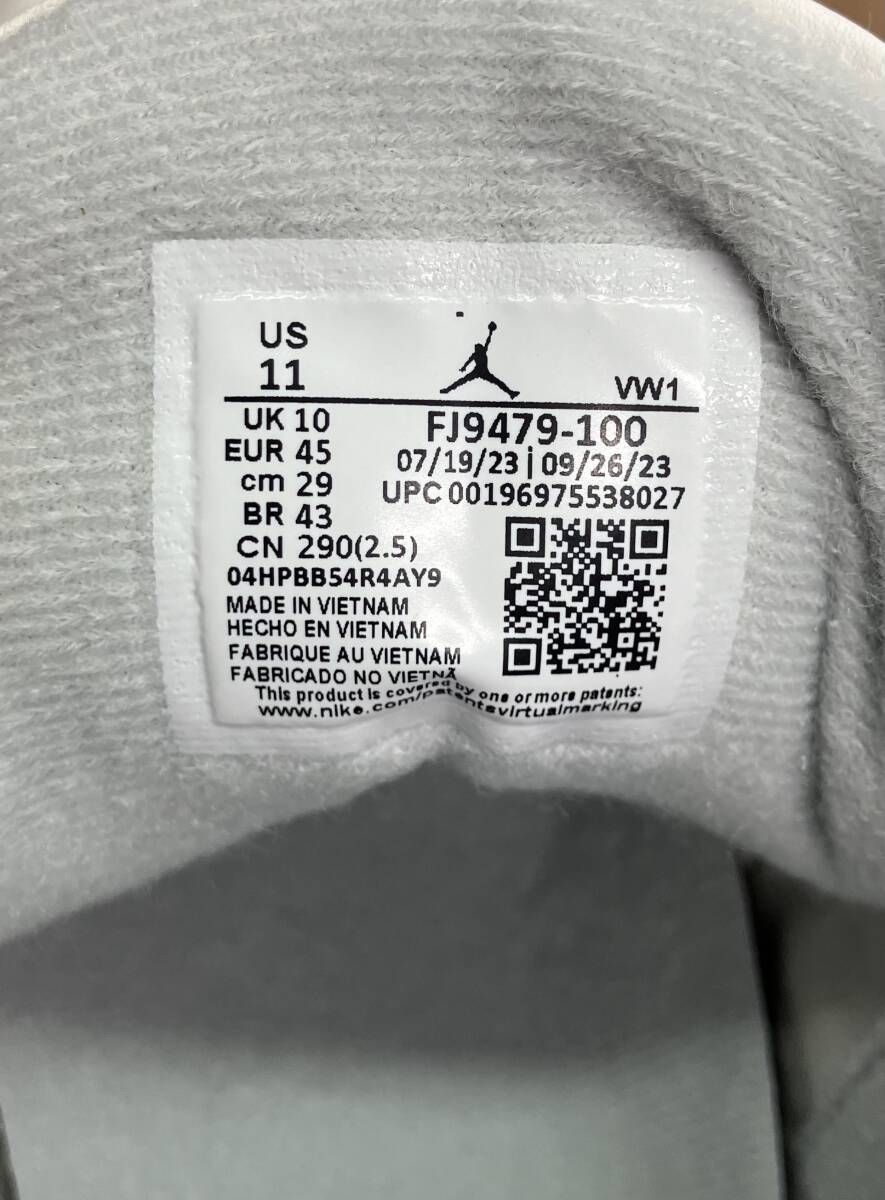 US
11
VW1
UK 10
EUR 45
cm 29
BR 43
CN 290(2.5)
FJ9479-100
07/19/23 | 09/26/23
UPC 00196975538027
04HPBB54R4AY9
MADE IN VIETNAM
HECHO EN VIETNAM
FABRIQUE AU VIETNAM
FABRICADO NO VIETNÃ
This product is covered by one or more patents:
www.nike.com/patentsvirtualmarking